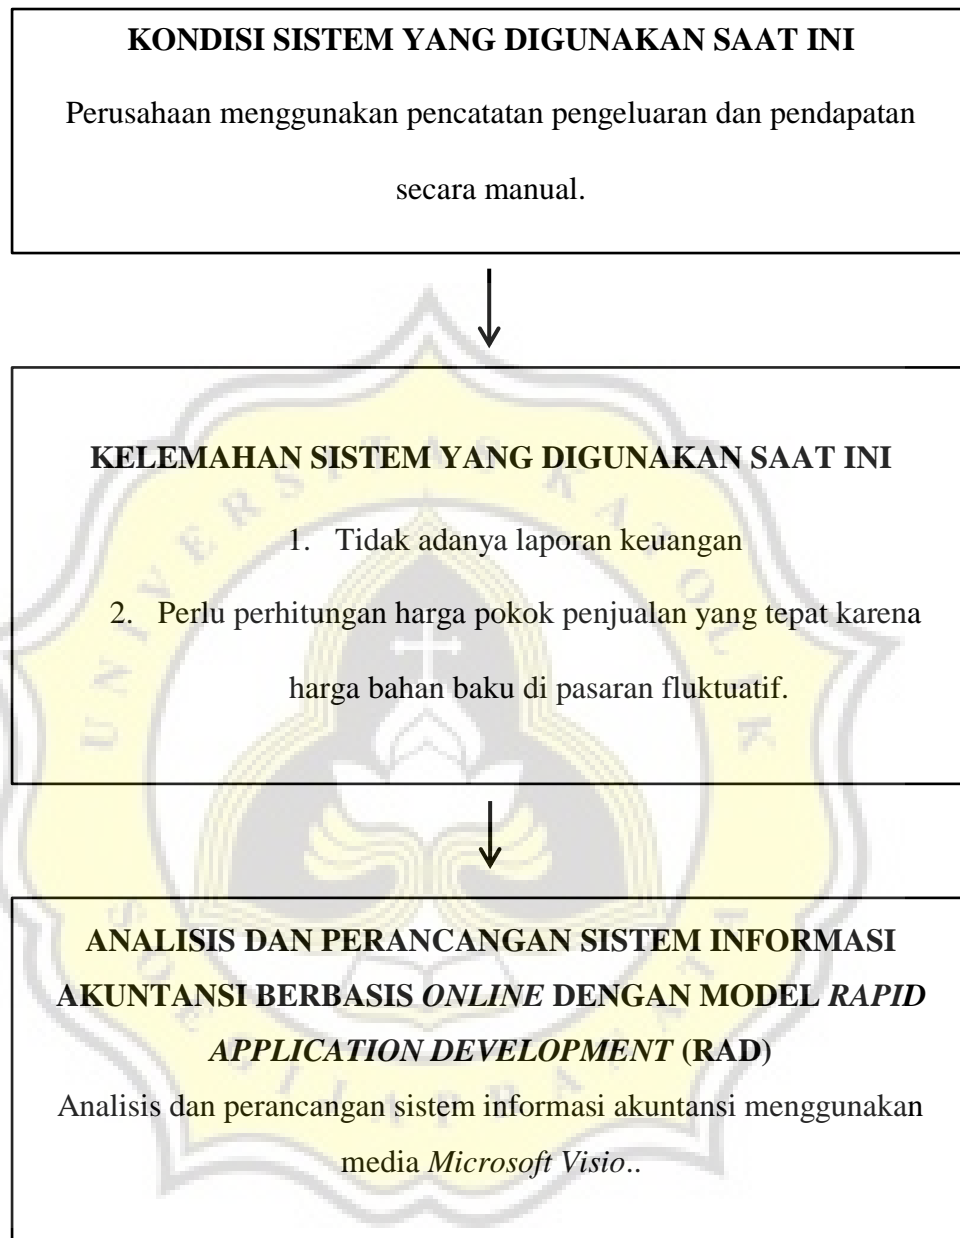 KONDISI SISTEM YANG DIGUNAKAN SAAT INI
Perusahaan menggunakan pencatatan pengeluaran dan pendapatan
secara manual.
KELEMAHAN SISTEM YANG DIGUNAKAN SAAT INI
1. Tidak adanya laporan keuangan
2. Perlu perhitungan harga pokok penjualan yang tepat karena
harga bahan baku di pasaran fluktuatif.
ANALISIS DAN PERANCANGAN SISTEM INFORMASI
AKUNTANSI BERBASIS ONLINE DENGAN MODEL RAPID
APPLICATION DEVELOPMENT (RAD)
Analisis dan perancangan sistem informasi akuntansi menggunakan
media Microsoft Visio..
UNIVERSITAS KATOLIK
SOEGIJAPRANATA